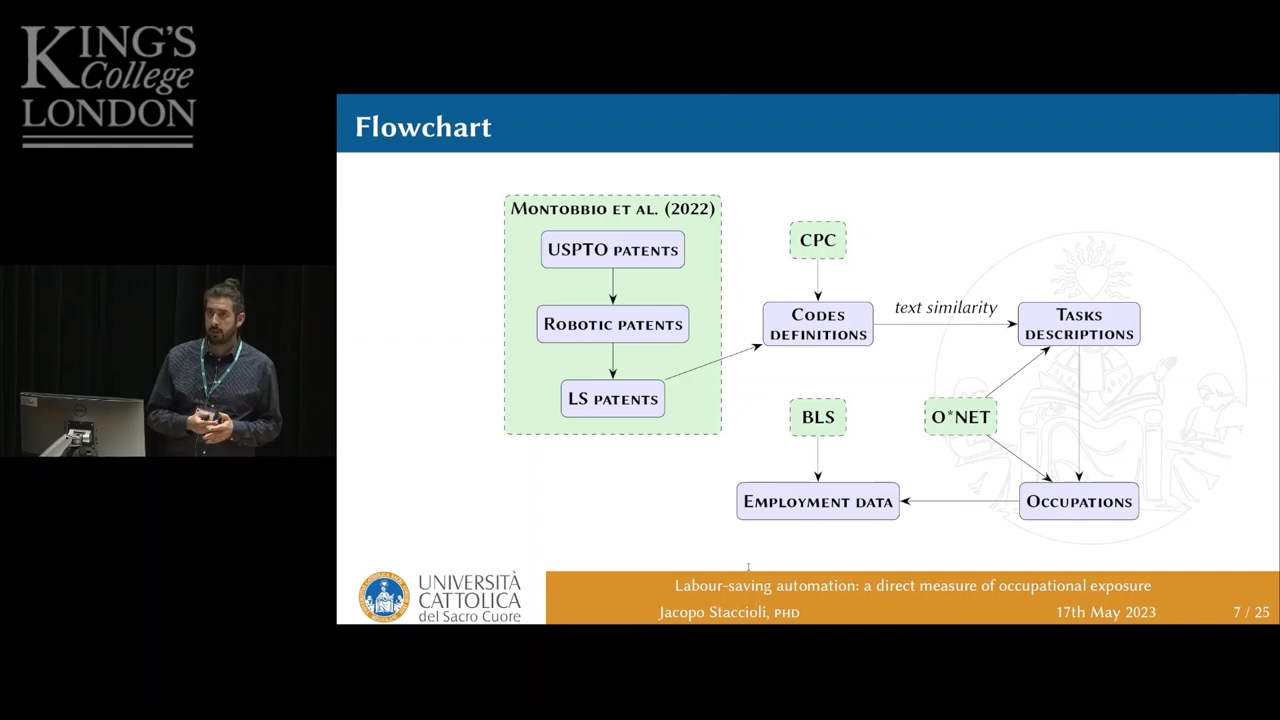 KING'S
College
LONDON
Flowchart
MONTOBBIO ET AL. (2022)
USPTO PATENTS
ROBOTIC PATENTS
LS PATENTS
CPC
CODES
DEFINITIONS
text similarity
TASKS
DESCRIPTIONS
BLS
O*NET
EMPLOYMENT DATA
OCCUPATIONS
UNIVERSITÀ
CATTOLICA
del Sacro Cuore
Labour-saving automation: a direct measure of occupational exposure
Jacopo Staccioli, PHD
17th May 2023
7 / 25